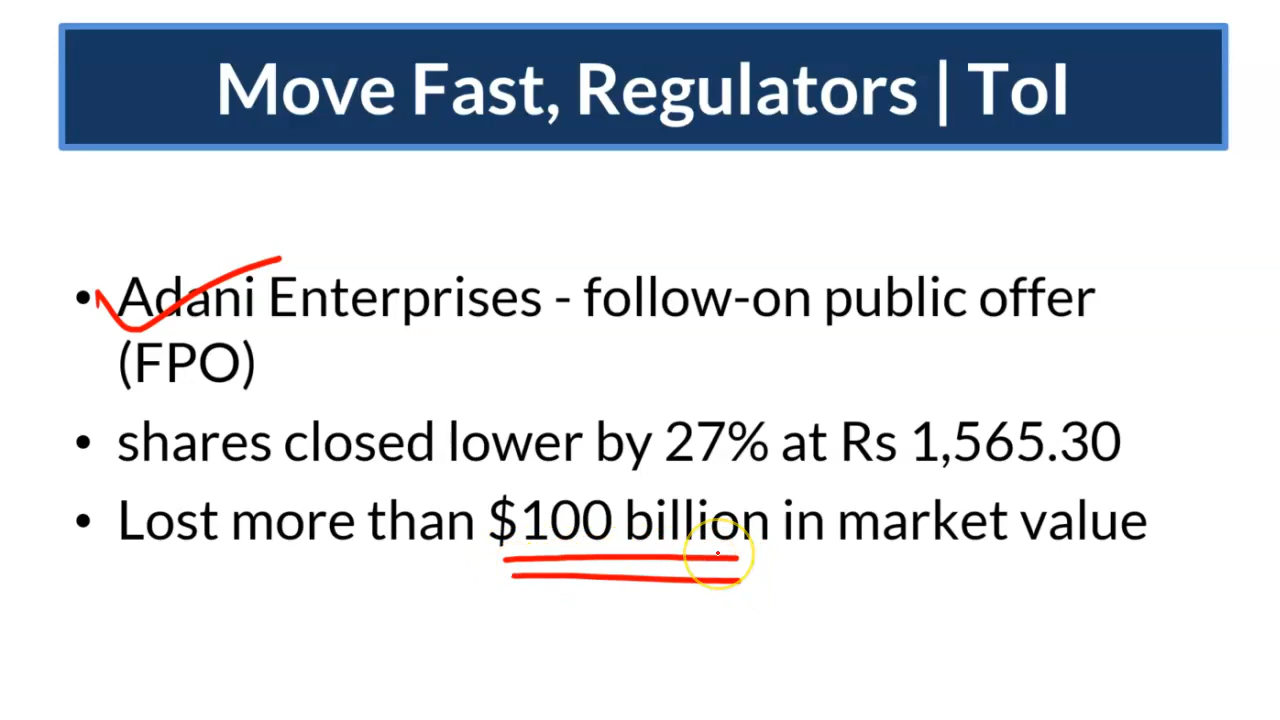 Move Fast, Regulators | ToI
• Adani Enterprises - follow-on public offer
(FPO)
• shares closed lower by 27% at Rs 1,565.30
• Lost more than $100 billion in market value